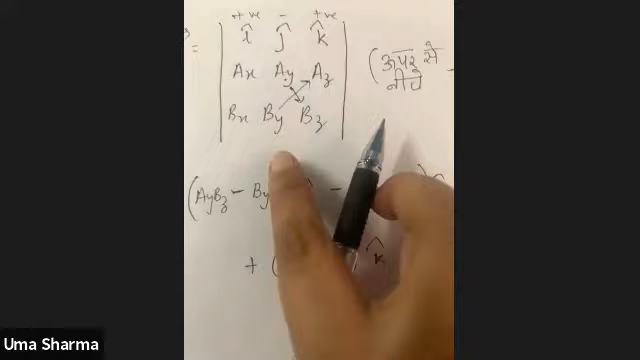 +ve - +ve
î ĵ k̂
=
Ax Ay Az
Bx By Bz
(ऊपर से
नीचे -
(AyBz - By -
+ ( k̂
Uma Sharma